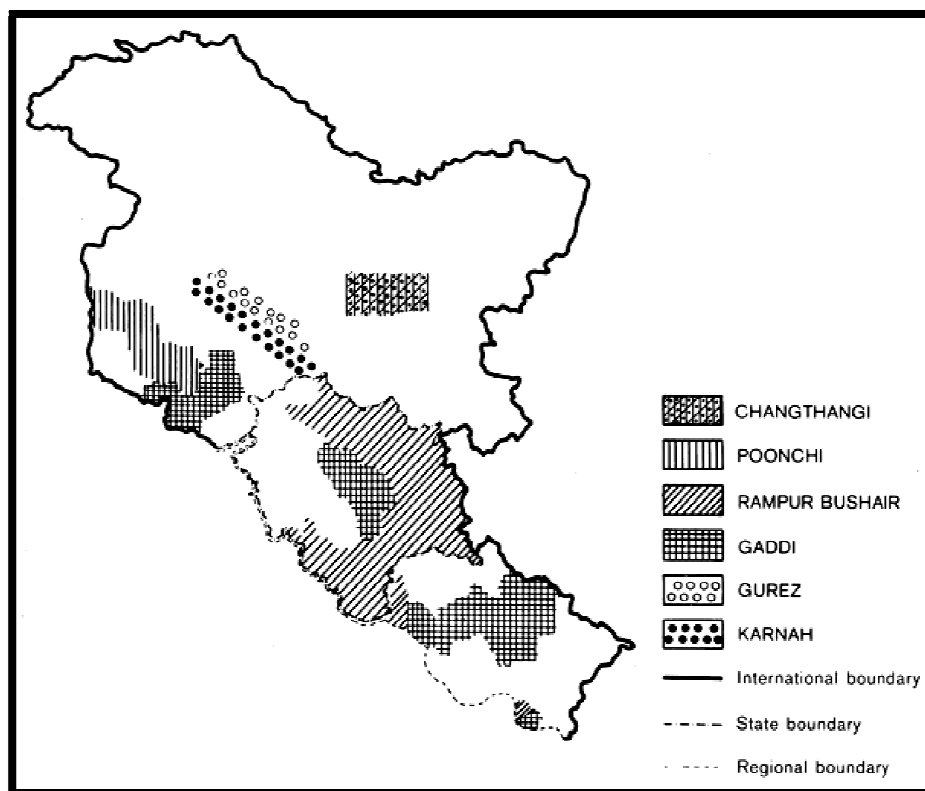 CHANGTHANGI
POONCHI
RAMPUR BUSHAIR
GADDI
GUREZ
KARNAH
International boundary
State boundary
Regional boundary